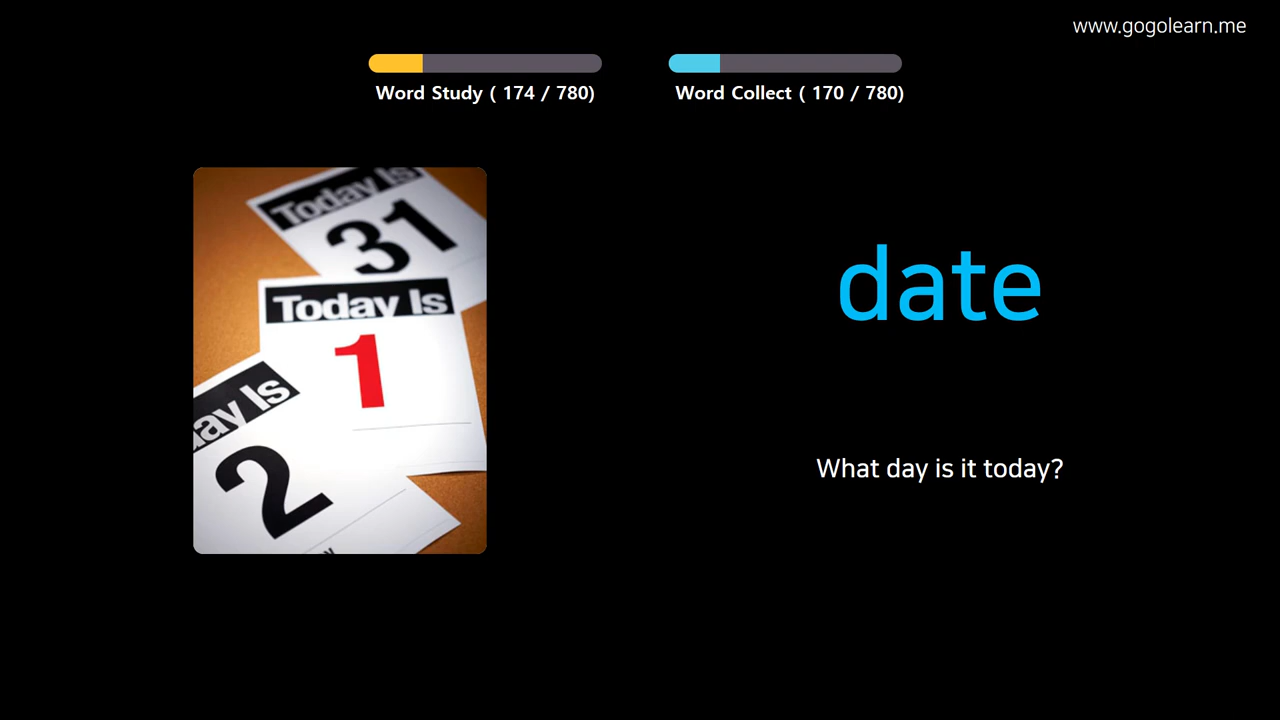 www.gogolearn.me
Word Study ( 174 / 780)
Word Collect ( 170 / 780)
Today Is
31
Today Is
1
ay Is
2
date
What day is it today?